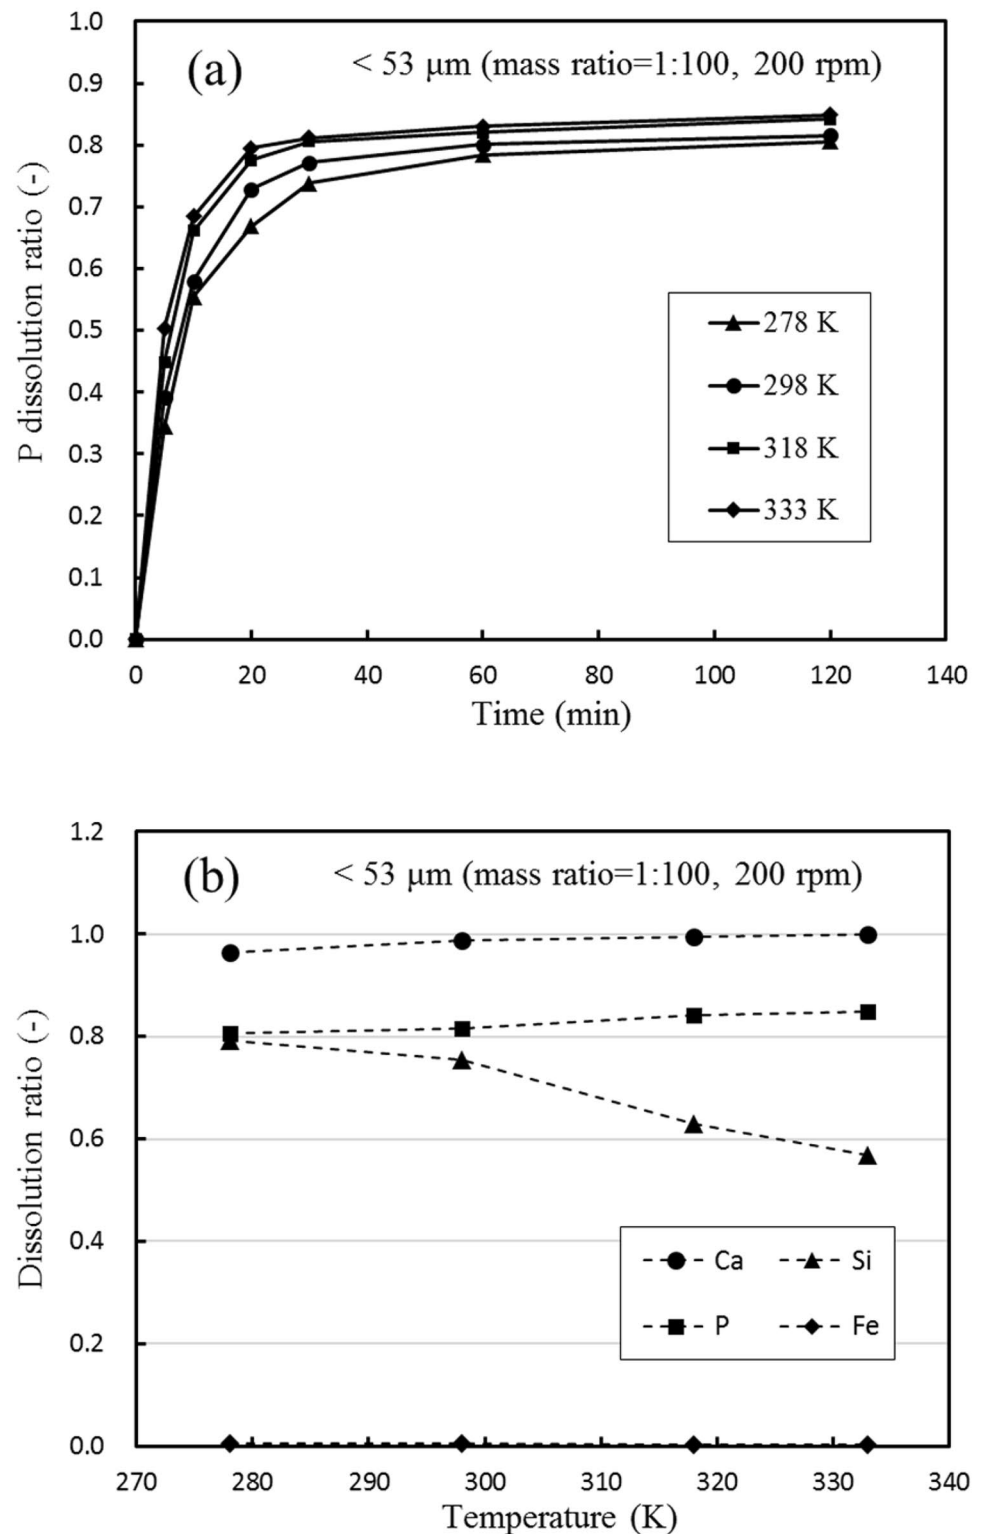 (a)
< 53 μm (mass ratio=1:100, 200 rpm)
P dissolution ratio (-)
1.0
0.9
0.8
0.7
0.6
0.5
0.4
0.3
0.2
0.1
0.0
278 K
298 K
318 K
333 K
0 20 40 60 80 100 120 140
Time (min)
(b)
< 53 μm (mass ratio=1:100, 200 rpm)
Dissolution ratio (-)
1.2
1.0
0.8
0.6
0.4
0.2
0.0
Ca Si
P Fe
270 280 290 300 310 320 330 340
Temperature (K)